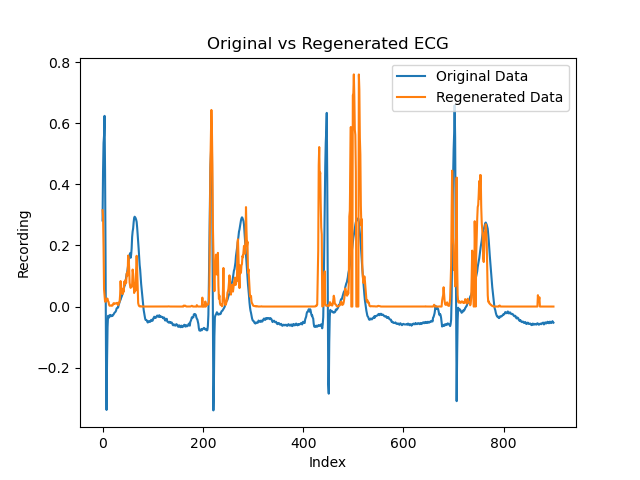 Original vs Regenerated ECG
Original Data
Regenerated Data
Recording
0.8
0.6
0.4
0.2
0.0
−0.2
0
200
400
600
800
Index